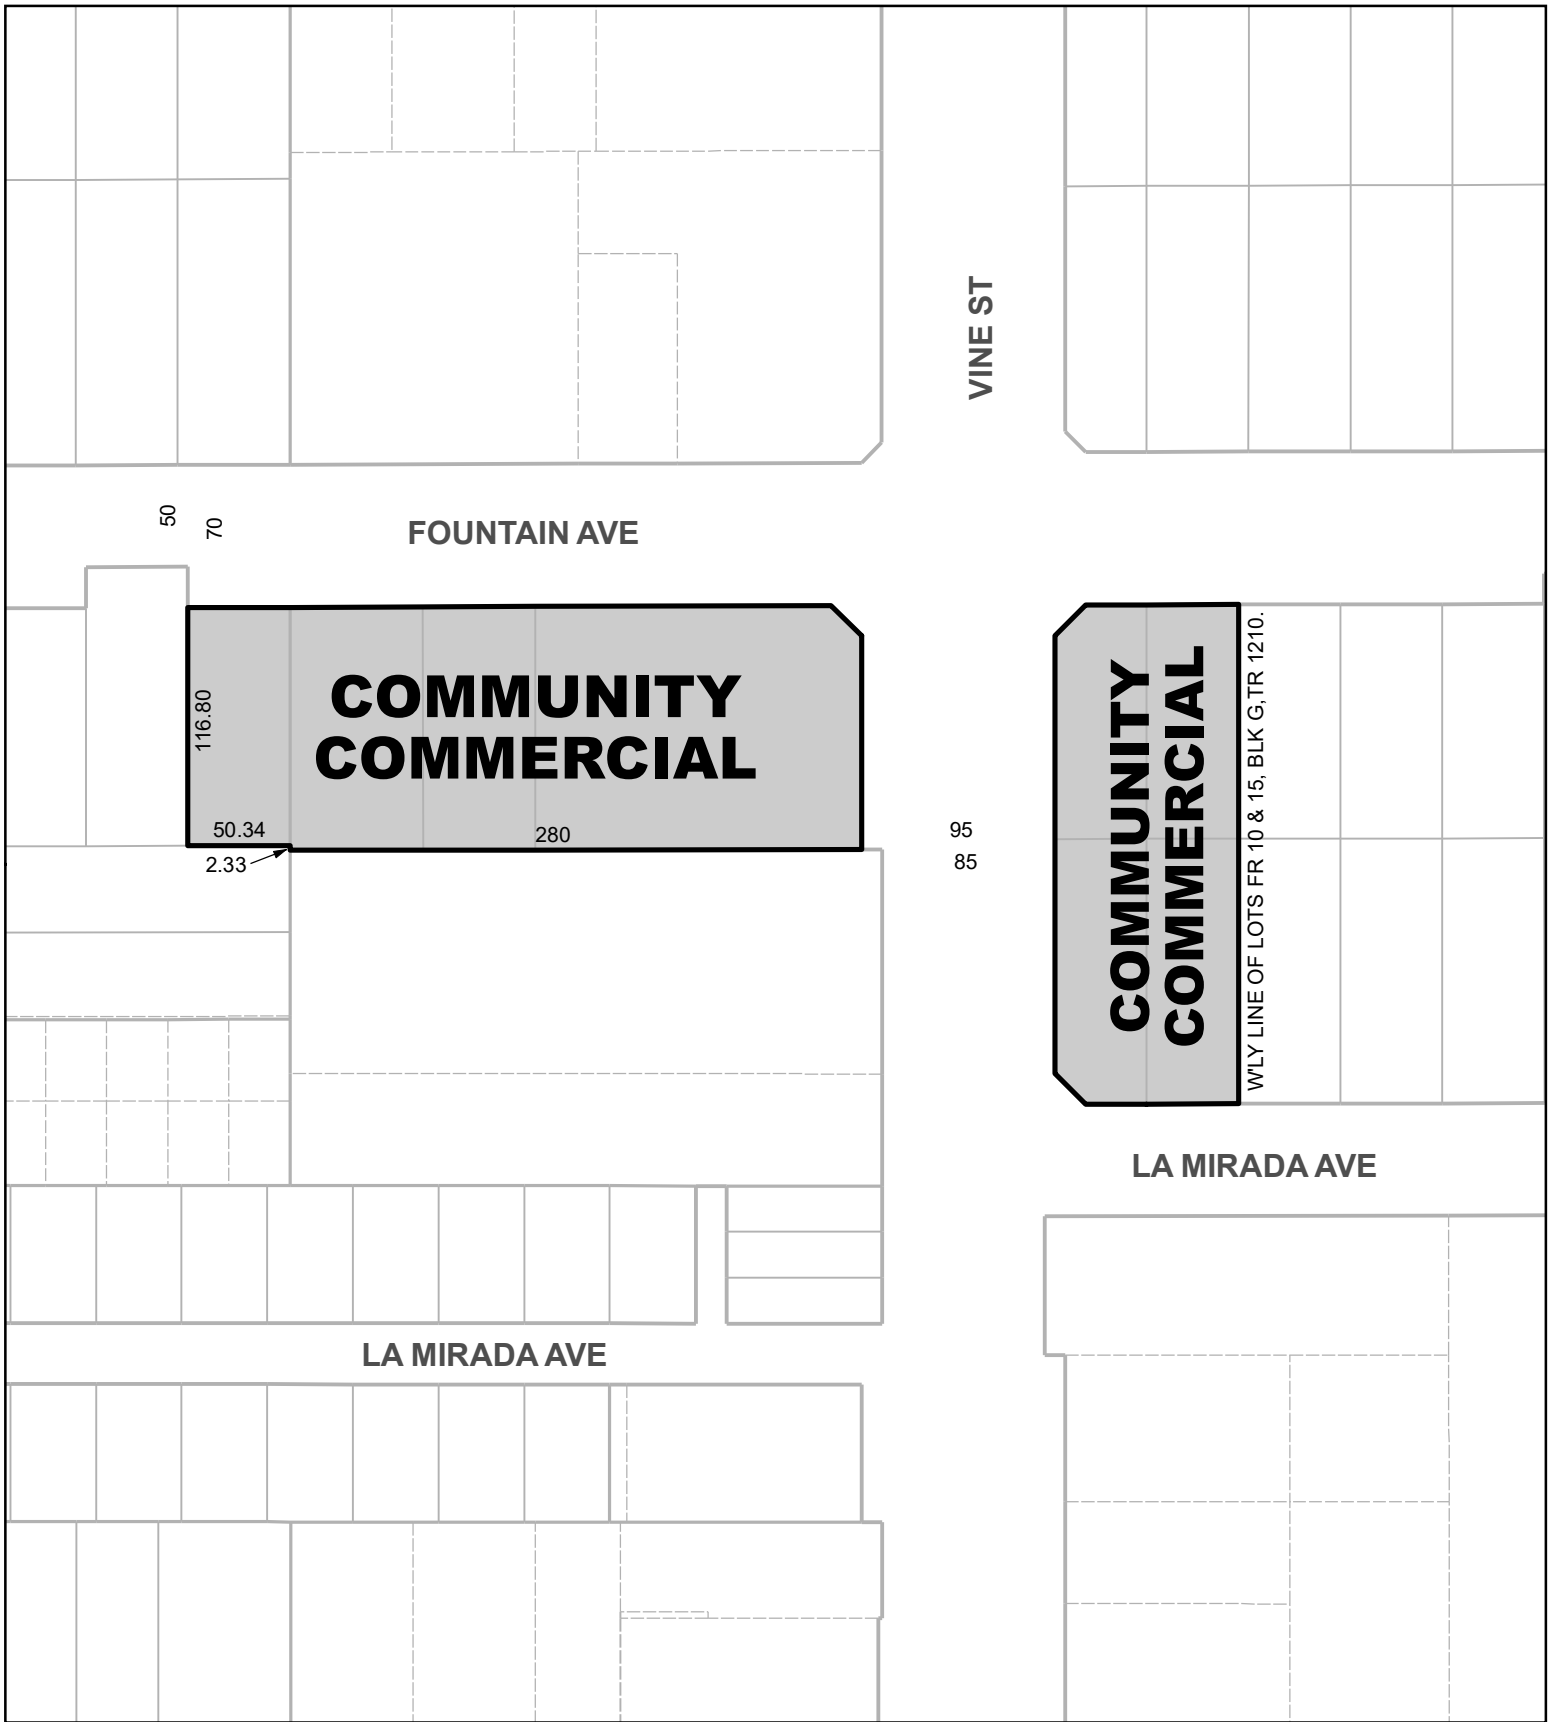 VINE ST
50
70
FOUNTAIN AVE
116.80
COMMUNITY
COMMERCIAL
50.34
280
2.33
95
85
COMMUNITY
COMMERCIAL
W'LY LINE OF LOTS FR 10 & 15, BLK G, TR 1210.
LA MIRADA AVE
LA MIRADA AVE